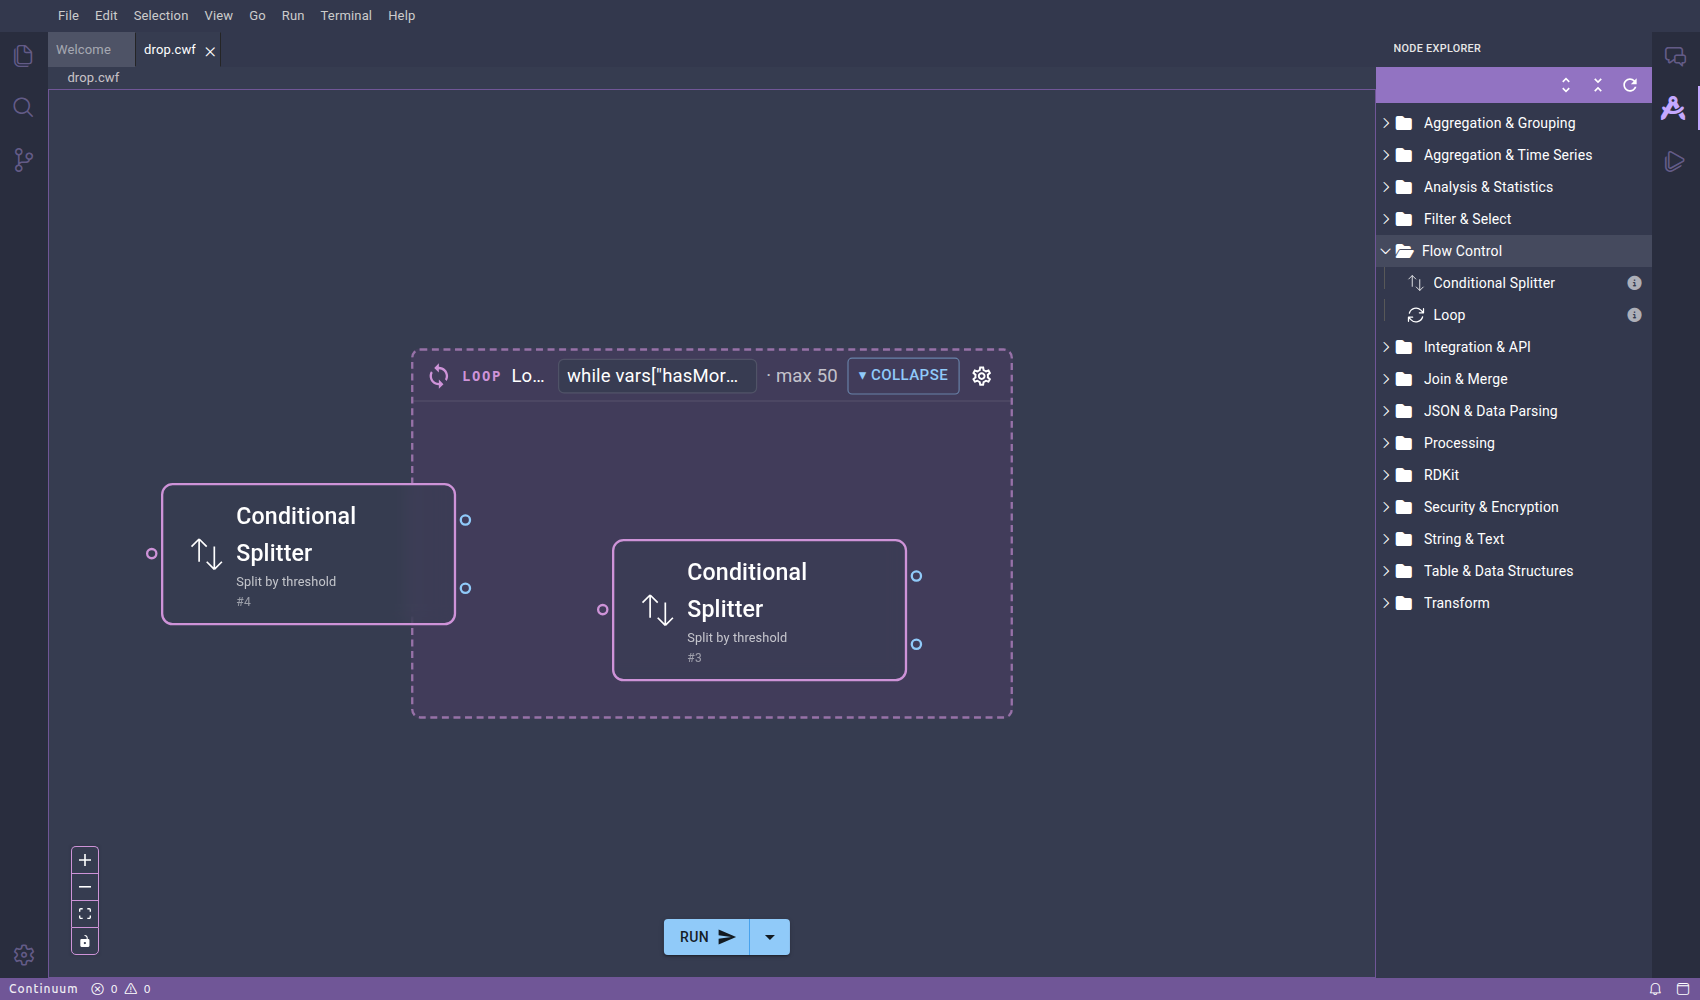 File Edit Selection View Go Run Terminal Help
Welcome drop.cwf
drop.cwf
NODE EXPLORER
Aggregation & Grouping
Aggregation & Time Series
Analysis & Statistics
Filter & Select
Flow Control
Conditional Splitter
Loop
Integration & API
Join & Merge
JSON & Data Parsing
Processing
RDKit
Security & Encryption
String & Text
Table & Data Structures
Transform
LOOP Lo... while vars["hasMor... · max 50 ▾ COLLAPSE
Conditional
Splitter
Split by threshold
#4
Conditional
Splitter
Split by threshold
#3
RUN
Continuum 0 0